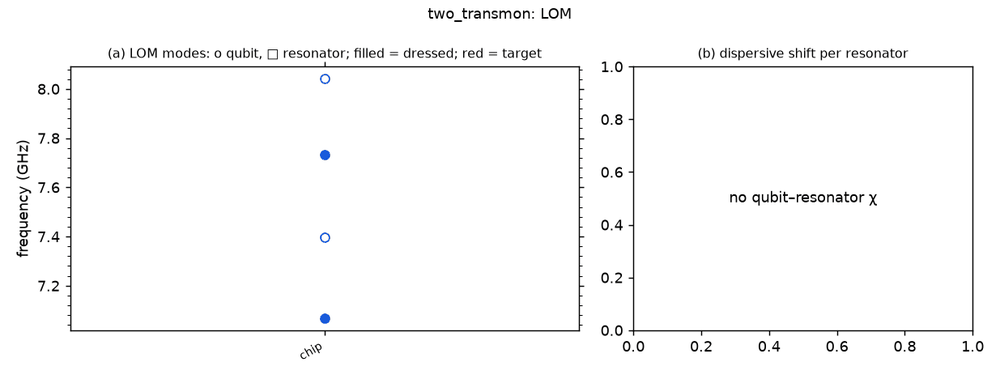 two_transmon: LOM
(a) LOM modes: o qubit, □ resonator; filled = dressed; red = target
8.0
7.8
7.6
7.4
7.2
frequency (GHz)
chip
(b) dispersive shift per resonator
1.0
0.8
0.6
0.4
0.2
0.0
no qubit–resonator χ
0.0 0.2 0.4 0.6 0.8 1.0